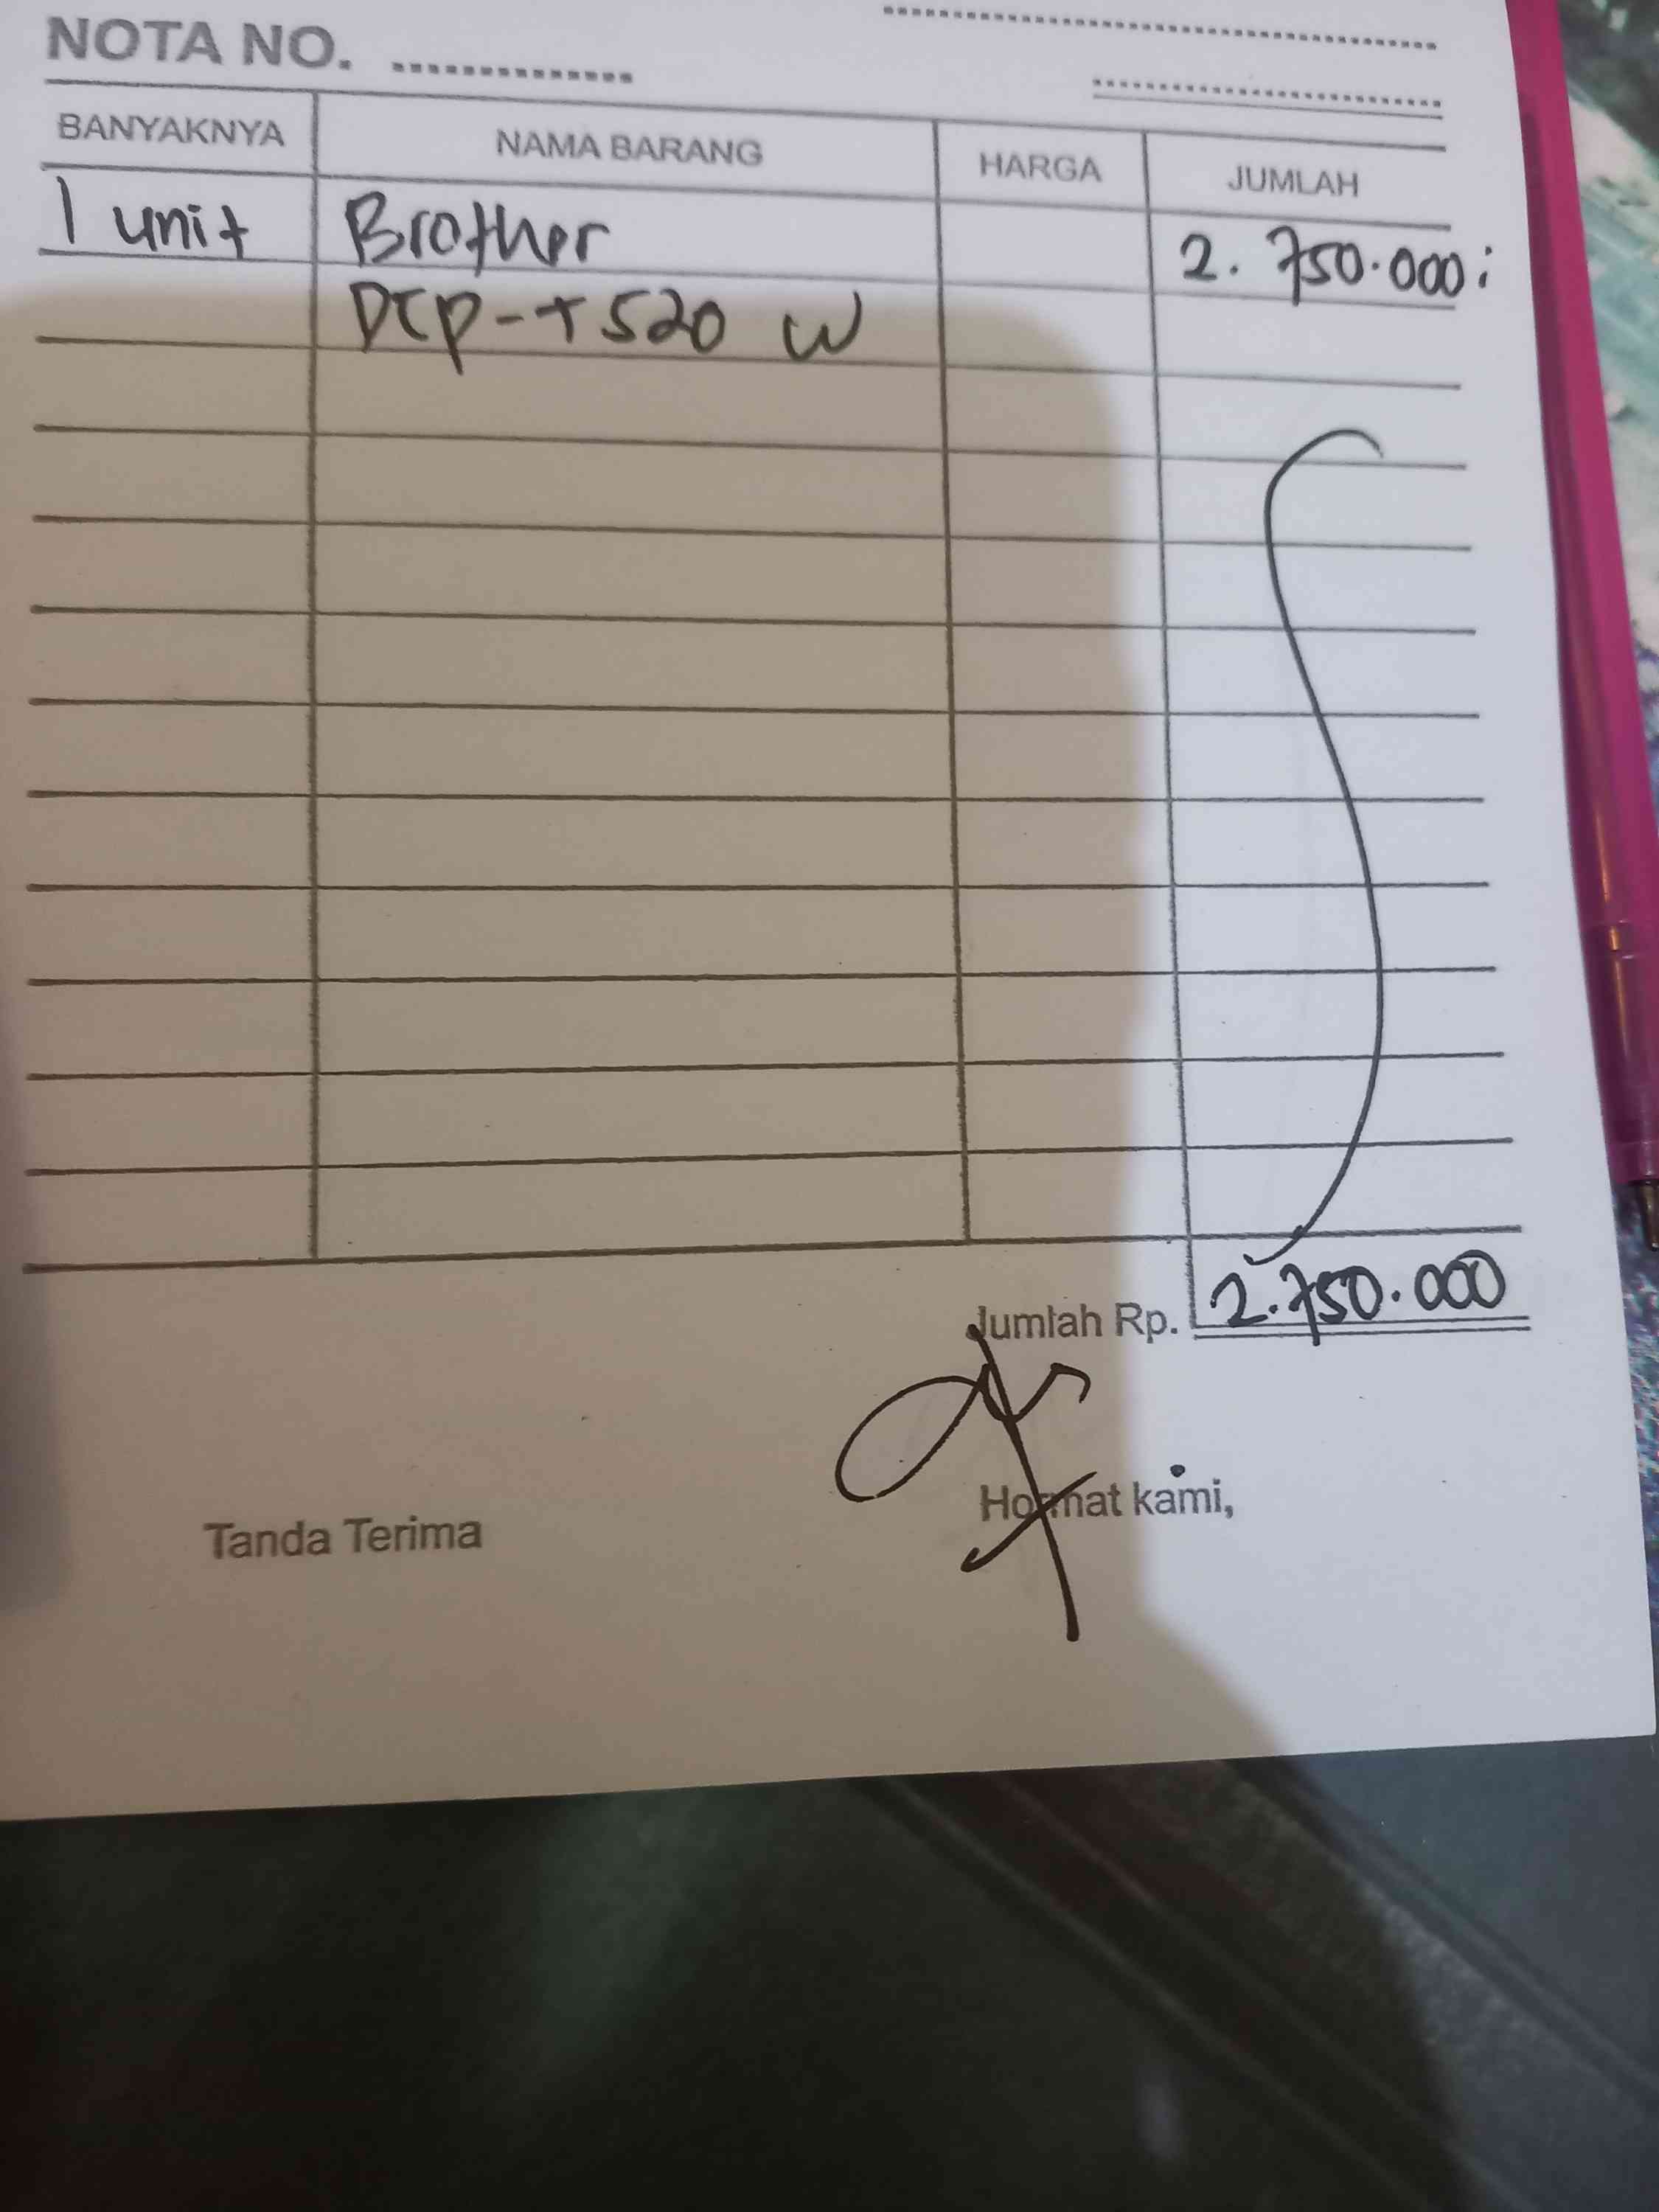 NOTA NO. ................
BANYAKNYA NAMA BARANG HARGA JUMLAH
1 unit Brother 2.750.000;
DCP-T520 W
Jumlah Rp. 2.750.000
Tanda Terima Hormat kami,